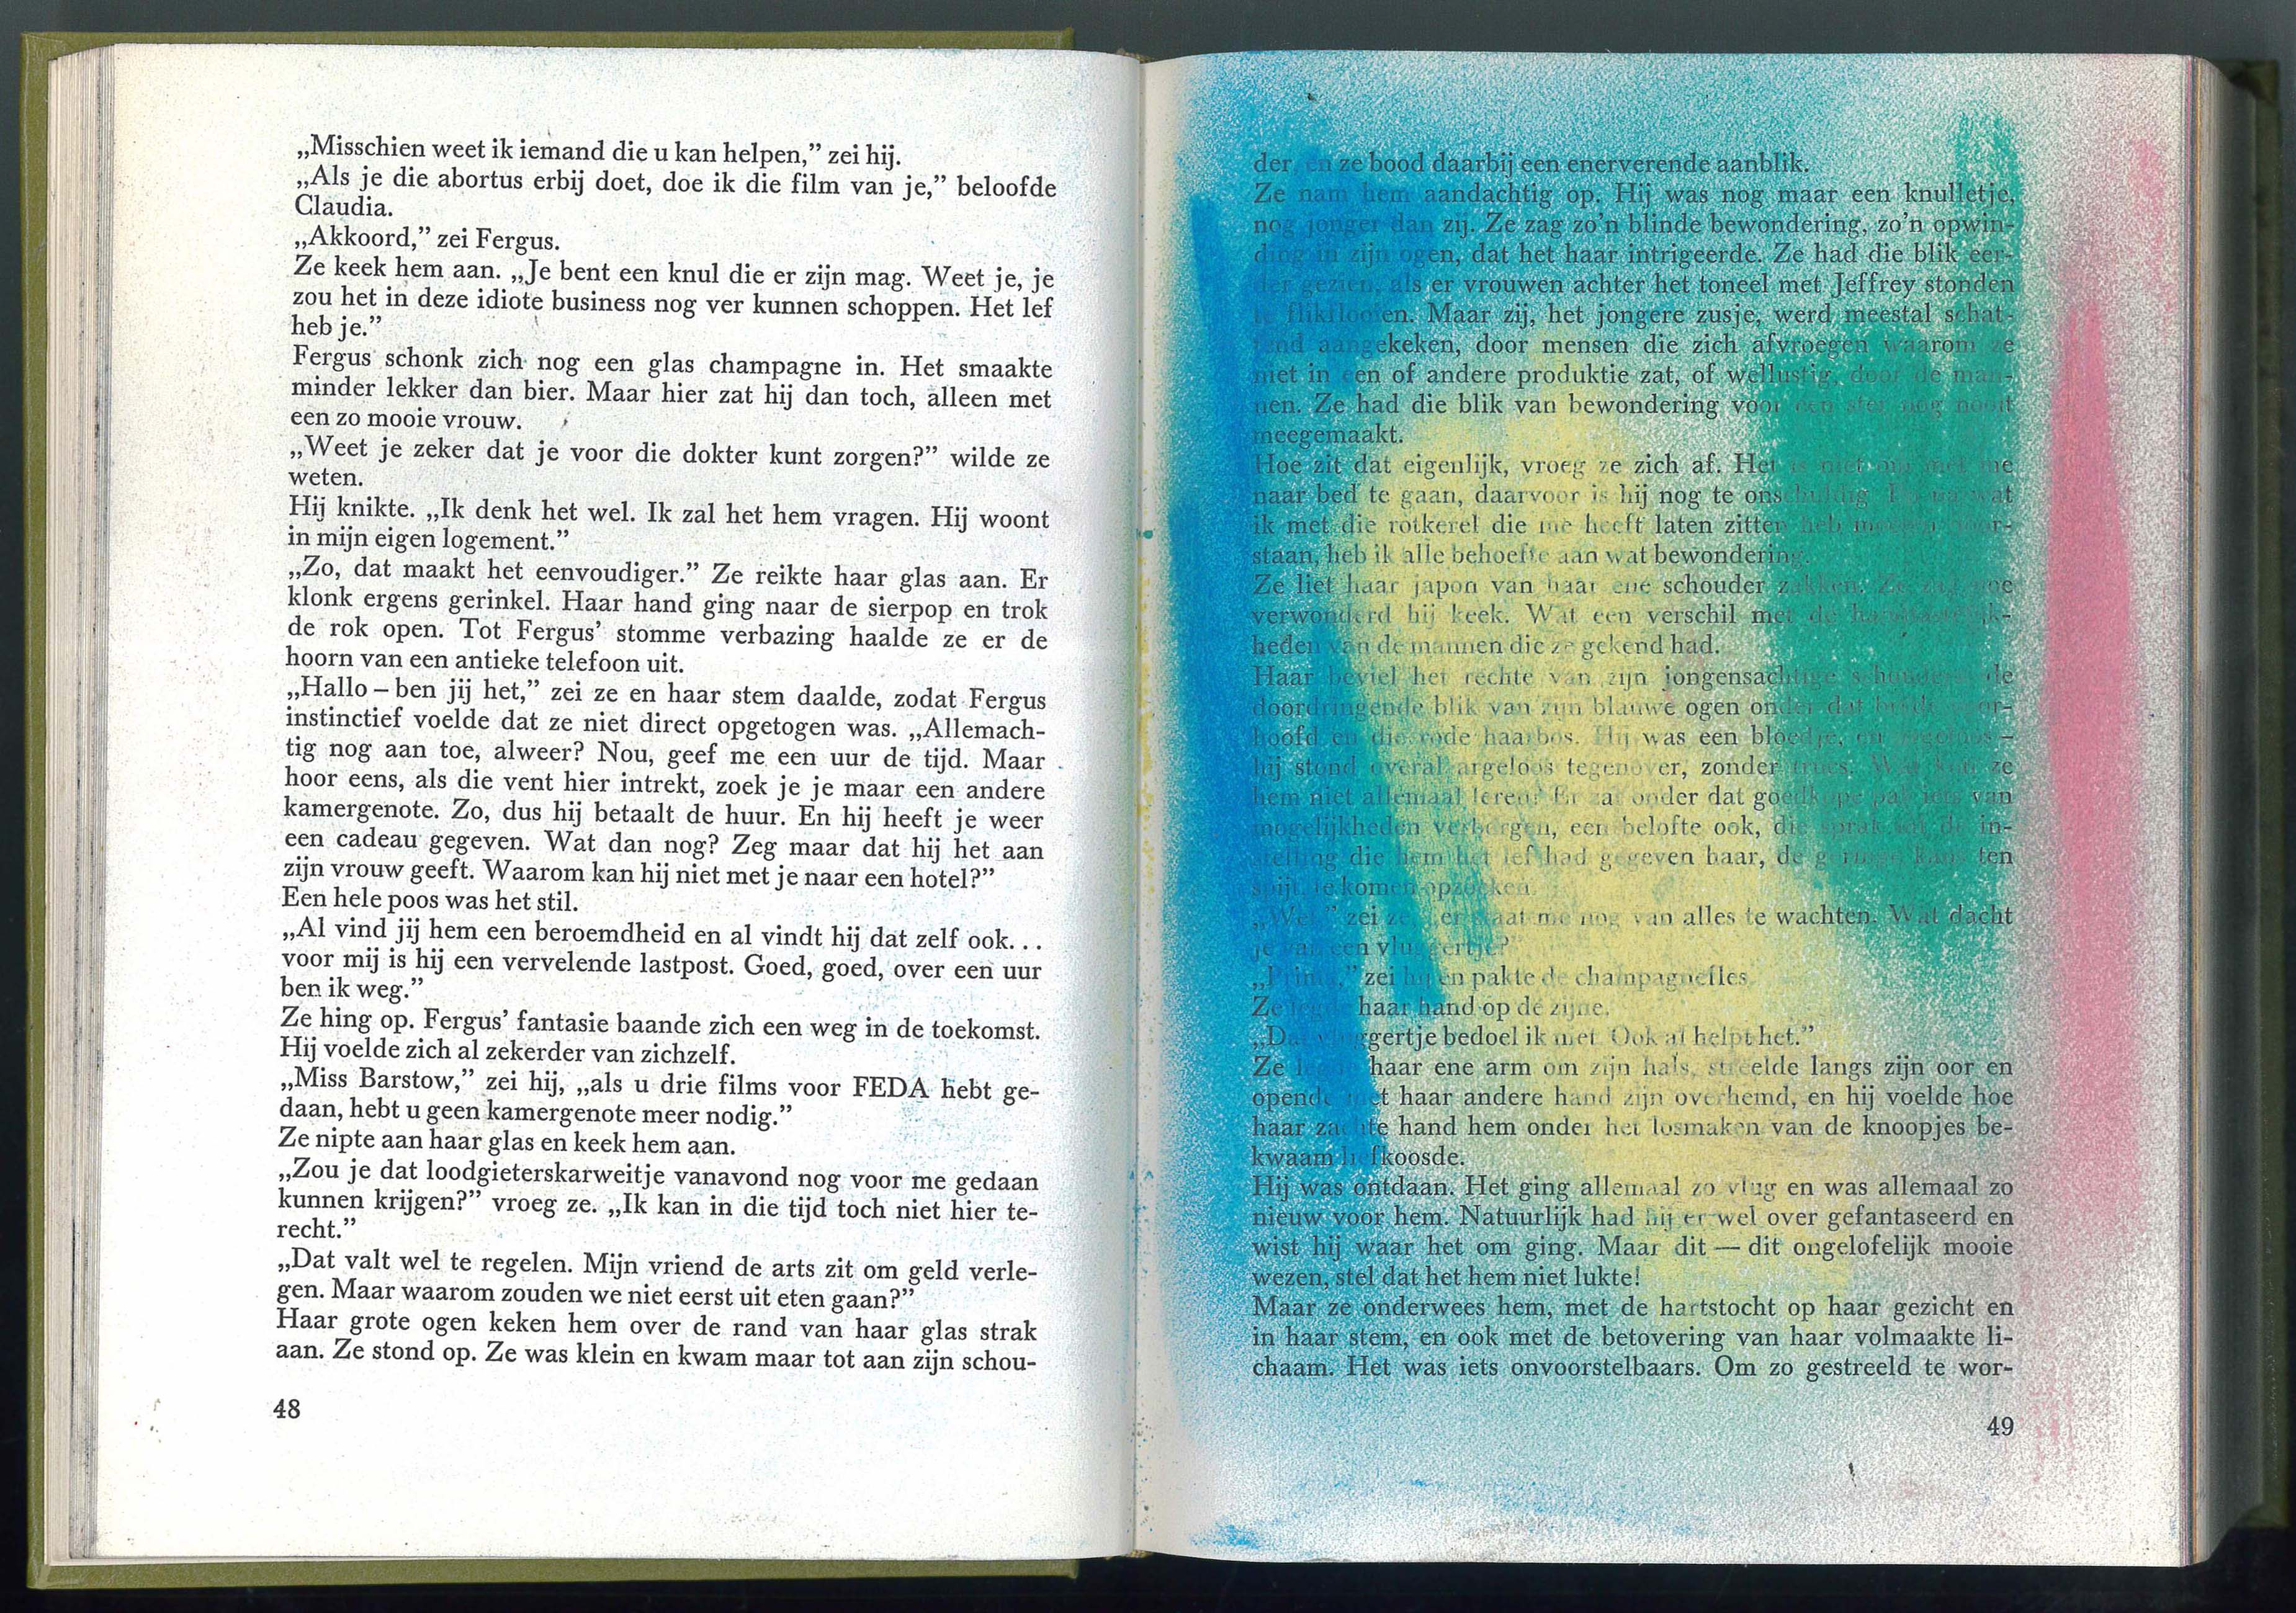 „Misschien weet ik iemand die u kan helpen,” zei hij.
„Als je die abortus erbij doet, doe ik die film van je,” beloofde
Claudia.
„Akkoord,” zei Fergus.
Ze keek hem aan. „Je bent een knul die er zijn mag. Weet je, je
zou het in deze idiote business nog ver kunnen schoppen. Het lef
heb je.”
Fergus schonk zich nog een glas champagne in. Het smaakte
minder lekker dan bier. Maar hier zat hij dan toch, alleen met
een zo mooie vrouw.
„Weet je zeker dat je voor die dokter kunt zorgen?” wilde ze
weten.
Hij knikte. „Ik denk het wel. Ik zal het hem vragen. Hij woont
in mijn eigen logement.”
„Zo, dat maakt het eenvoudiger.” Ze reikte haar glas aan. Er
klonk ergens gerinkel. Haar hand ging naar de sierpop en trok
de rok open. Tot Fergus’ stomme verbazing haalde ze er de
hoorn van een antieke telefoon uit.
„Hallo – ben jij het,” zei ze en haar stem daalde, zodat Fergus
instinctief voelde dat ze niet direct opgetogen was. „Allemach-
tig nog aan toe, alweer? Nou, geef me een uur de tijd. Maar
hoor eens, als die vent hier intrekt, zoek je je maar een andere
kamergenote. Zo, dus hij betaalt de huur. En hij heeft je weer
een cadeau gegeven. Wat dan nog? Zeg maar dat hij het aan
zijn vrouw geeft. Waarom kan hij niet met je naar een hotel?”
Een hele poos was het stil.
„Al vind jij hem een beroemdheid en al vindt hij dat zelf ook...
voor mij is hij een vervelende lastpost. Goed, goed, over een uur
ben ik weg.”
Ze hing op. Fergus’ fantasie baande zich een weg in de toekomst.
Hij voelde zich al zekerder van zichzelf.
„Miss Barstow,” zei hij, „als u drie films voor FEDA hebt ge-
daan, hebt u geen kamergenote meer nodig.”
Ze nipte aan haar glas en keek hem aan.
„Zou je dat loodgieterskarweitje vanavond nog voor me gedaan
kunnen krijgen?” vroeg ze. „Ik kan in die tijd toch niet hier te-
recht.”
„Dat valt wel te regelen. Mijn vriend de arts zit om geld verle-
gen. Maar waarom zouden we niet eerst uit eten gaan?”
Haar grote ogen keken hem over de rand van haar glas strak
aan. Ze stond op. Ze was klein en kwam maar tot aan zijn schou-
48
der, en ze bood daarbij een enerverende aanblik.
Ze nam hem aandachtig op. Hij was nog maar een knulletje,
nog jonger dan zij. Ze zag zo’n blinde bewondering, zo’n opwin-
ding in zijn ogen, dat het haar intrigeerde. Ze had die blik eer-
der gezien, als er vrouwen achter het toneel met Jeffrey stonden
te flikflooien. Maar zij, het jongere zusje, werd meestal schat-
tend aangekeken, door mensen die zich afvroegen waarom ze
niet in een of andere produktie zat, of wellustig, door de man-
nen. Ze had die blik van bewondering voor een ster nog nooit
meegemaakt.
Hoe zit dat eigenlijk, vroeg ze zich af. Het is niet om met me
naar bed te gaan, daarvoor is hij nog te onschuldig. En na wat
ik met die rotkerel die me heeft laten zitten heb moeten door-
staan, heb ik alle behoefte aan wat bewondering.
Ze liet haar japon van haar ene schouder zakken. Ze zag hoe
verwonderd hij keek. Wat een verschil met de handtastelijk-
heden van de mannen die ze gekend had.
Haar beviel het rechte van zijn jongensachtige schouders, de
doordringende blik van zijn blauwe ogen onder dat brede voor-
hoofd en die rode haarbos. Hij was een bloedje, en argeloos –
hij stond overal argeloos tegenover, zonder trucs. Wat kon ze
hem niet allemaal leren! Er zat onder dat goedkope pak iets van
mogelijkheden verborgen, een belofte ook, die sprak uit de in-
stelling die hem het lef had gegeven haar, de geringe kans ten
spijt, te komen opzoeken.
„Wel,” zei ze, „er staat me nog van alles te wachten. Wat dacht
je van een vluggertje?”
„Prima,” zei hij en pakte de champagnefles.
Ze legde haar hand op de zijne.
„Dat vluggertje bedoel ik niet. Ook al helpt het.”
Ze legde haar ene arm om zijn hals, streelde langs zijn oor en
opende met haar andere hand zijn overhemd, en hij voelde hoe
haar zachte hand hem onder het losmaken van de knoopjes be-
kwaam liefkoosde.
Hij was ontdaan. Het ging allemaal zo vlug en was allemaal zo
nieuw voor hem. Natuurlijk had hij er wel over gefantaseerd en
wist hij waar het om ging. Maar dit — dit ongelofelijk mooie
wezen, stel dat het hem niet lukte!
Maar ze onderwees hem, met de hartstocht op haar gezicht en
in haar stem, en ook met de betovering van haar volmaakte li-
chaam. Het was iets onvoorstelbaars. Om zo gestreeld te wor-
49